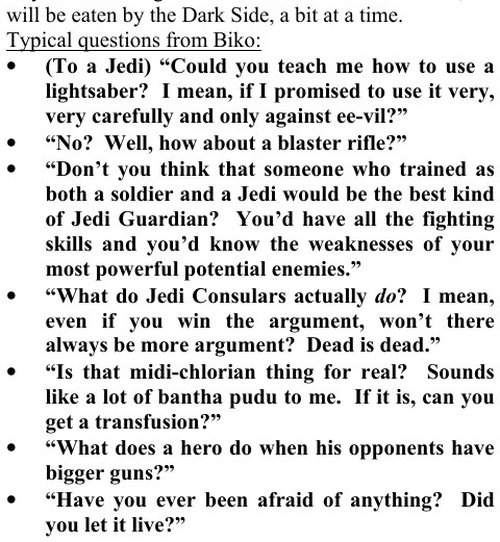 will be eaten by the Dark Side, a bit at a time.
Typical questions from Biko:
• (To a Jedi) “Could you teach me how to use a
lightsaber? I mean, if I promised to use it very,
very carefully and only against ee-vil?”
• “No? Well, how about a blaster rifle?”
• “Don’t you think that someone who trained as
both a soldier and a Jedi would be the best kind
of Jedi Guardian? You’d have all the fighting
skills and you’d know the weaknesses of your
most powerful potential enemies.”
• “What do Jedi Consulars actually do? I mean,
even if you win the argument, won’t there
always be more argument? Dead is dead.”
• “Is that midi-chlorian thing for real? Sounds
like a lot of bantha pudu to me. If it is, can you
get a transfusion?”
• “What does a hero do when his opponents have
bigger guns?”
• “Have you ever been afraid of anything? Did
you let it live?”